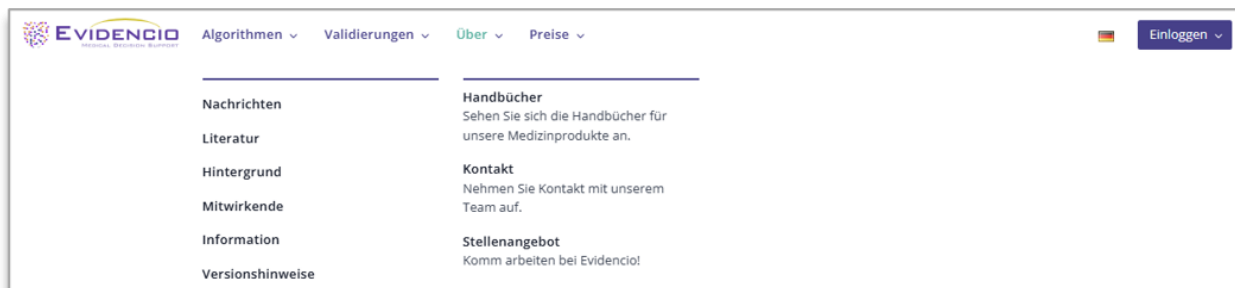 EVIDENCIO
MEDICAL DECISION SUPPORT
Algorithmen
Validierungen
Über
Preise
Einloggen
Nachrichten
Literatur
Hintergrund
Mitwirkende
Information
Versionshinweise
Handbücher
Sehen Sie sich die Handbücher für
unsere Medizinprodukte an.
Kontakt
Nehmen Sie Kontakt mit unserem
Team auf.
Stellenangebot
Komm arbeiten bei Evidencio!